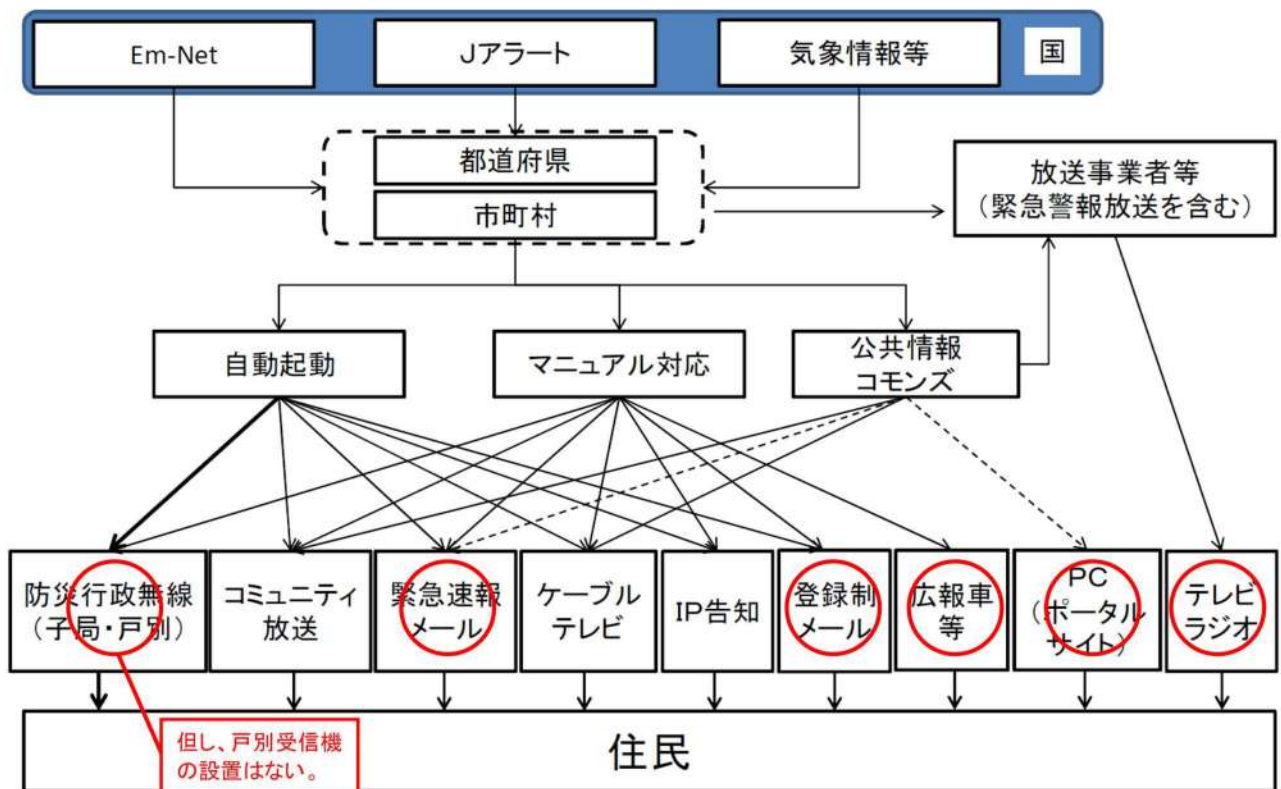 Em-Net
Jアラート
気象情報等
国
都道府県
市町村
放送事業者等
(緊急警報放送を含む)
自動起動
マニュアル対応
公共情報
コモンズ
防災行政無線
(子局・戸別)
コミュニティ
放送
緊急速報
メール
ケーブル
テレビ
IP告知
登録制
メール
広報車
等
PC
(ポータル
サイト)
テレビ
ラジオ
住民
但し、戸別受信機
の設置はない。